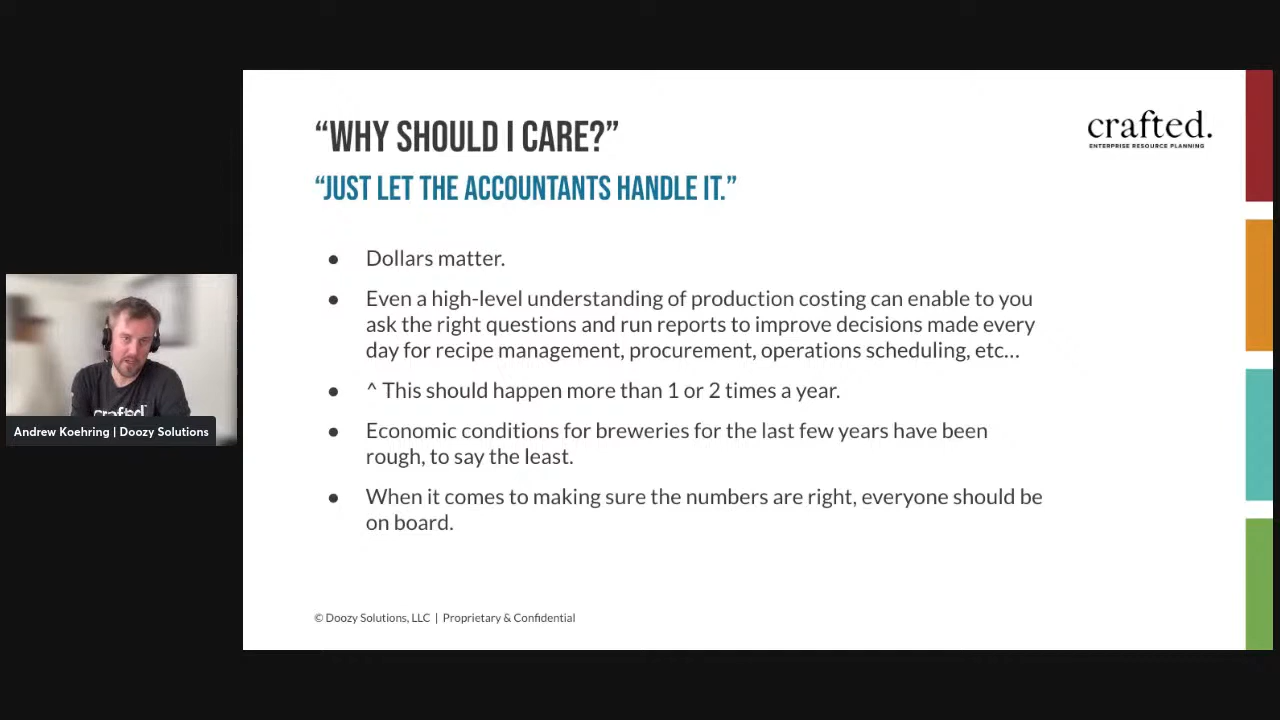 “WHY SHOULD I CARE?”
crafted.
ENTERPRISE RESOURCE PLANNING
“JUST LET THE ACCOUNTANTS HANDLE IT.”
● Dollars matter.
● Even a high-level understanding of production costing can enable to you
ask the right questions and run reports to improve decisions made every
day for recipe management, procurement, operations scheduling, etc...
● ^ This should happen more than 1 or 2 times a year.
● Economic conditions for breweries for the last few years have been
rough, to say the least.
● When it comes to making sure the numbers are right, everyone should be
on board.
crafted
Andrew Koehring | Doozy Solutions
© Doozy Solutions, LLC | Proprietary & Confidential